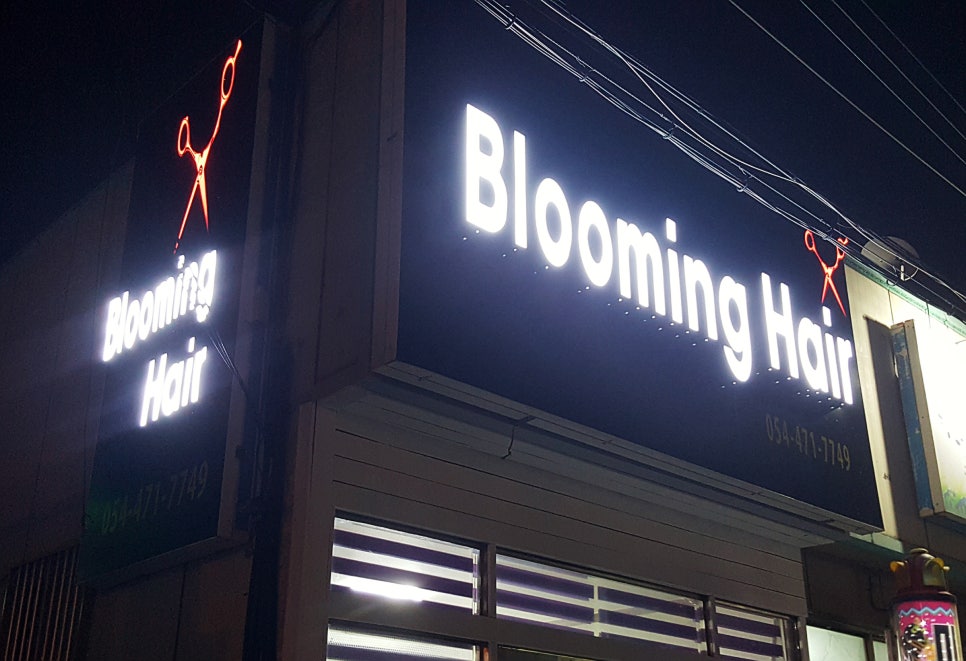 Blooming
Hair
054-471-7749
Blooming Hair
054-471-7749